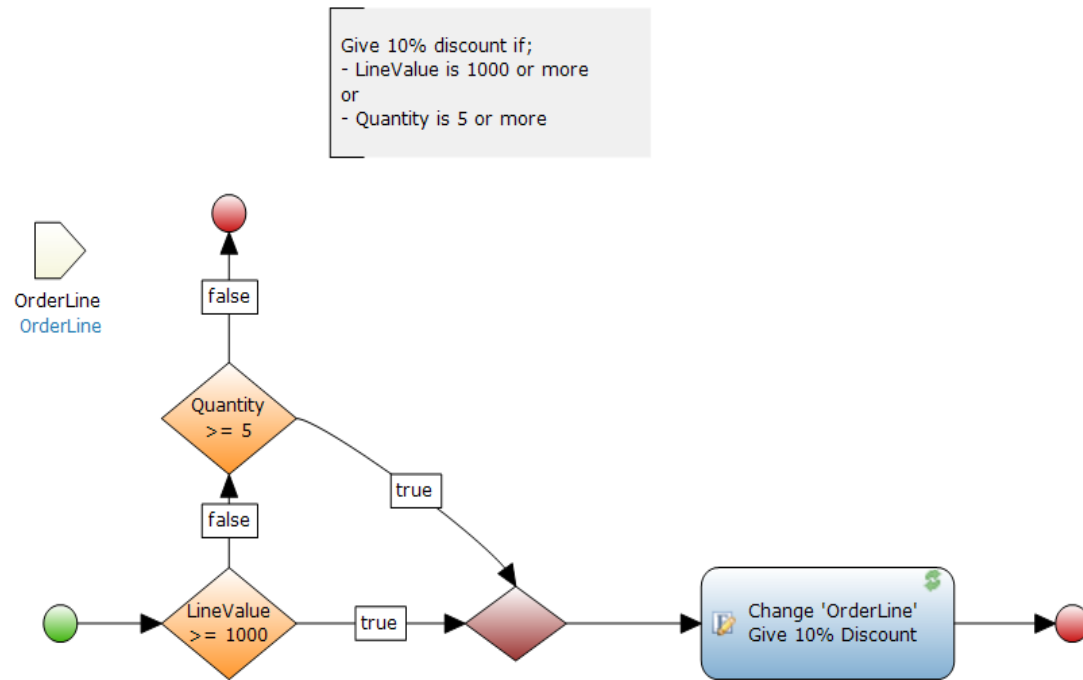 Give 10% discount if;
- LineValue is 1000 or more
or
- Quantity is 5 or more
OrderLine
OrderLine
false
Quantity
>= 5
true
false
LineValue
>= 1000
true
Change 'OrderLine'
Give 10% Discount